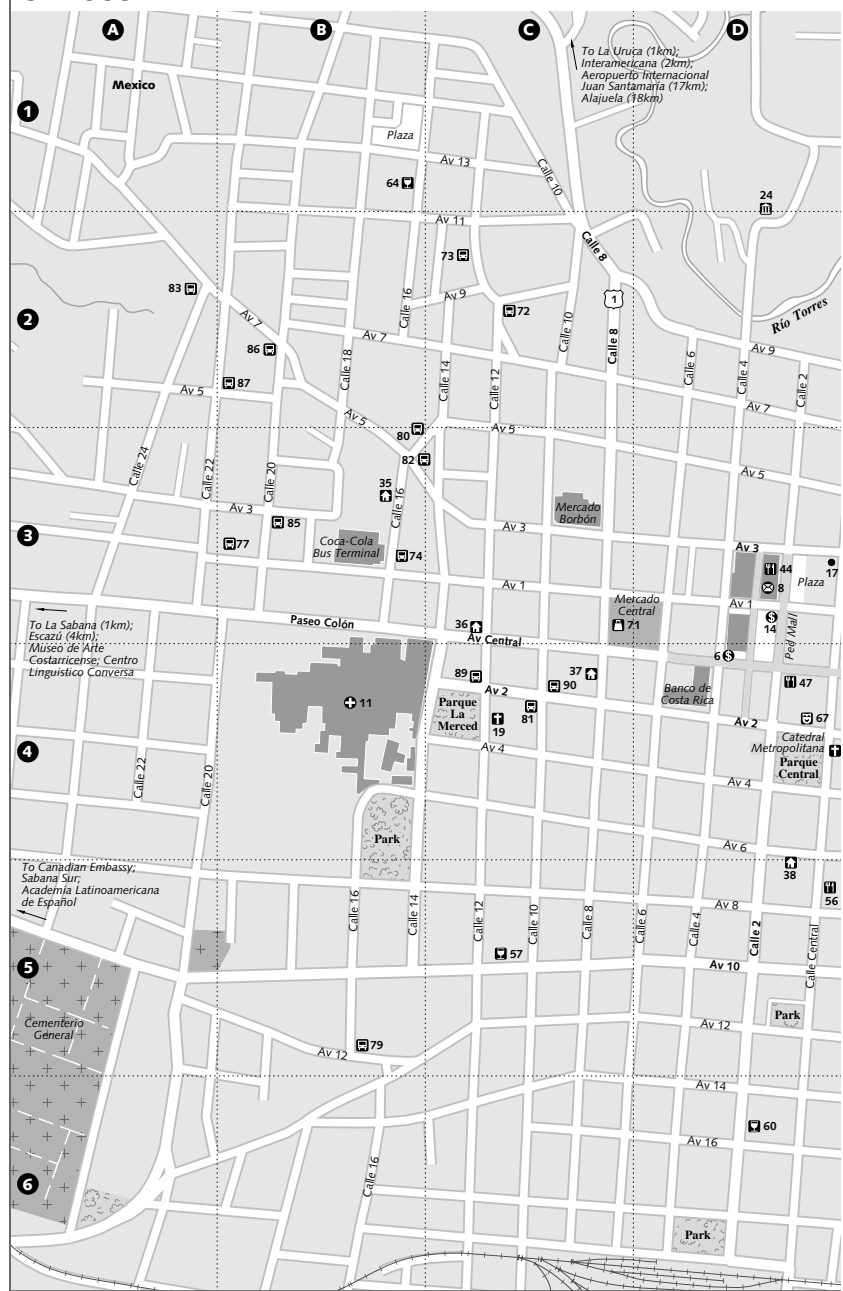 A
B
C
D
1
2
3
4
5
6
To La Uruca (1km);
Interamericana (2km);
Aeropuerto Internacional
Juan Santamaría (17km);
Alajuela (18km)
Mexico
Plaza
Av 13
64
Calle 10
24
Av 11
73
Calle 8
83
Calle 16
Av 9
72
1
Río Torres
Av 7
86
Av 7
Calle 10
Calle 8
Calle 18
Calle 14
Calle 12
Calle 6
Calle 4
Av 9
Calle 2
87
Av 5
Av 5
80
Av 5
Av 7
82
Calle 24
Calle 22
Calle 20
35
Calle 16
Av 5
Av 3
85
Mercado
Borbón
Av 3
77
Coca-Cola
Bus Terminal
74
Av 3
44
17
8
Plaza
Av 1
Av 1
Mercado
Central
71
14
Ped Mall
Paseo Colón
36
Av Central
6
To La Sabana (1km);
Escazú (4km);
Museo de Arte
Costarricense; Centro
Linguistico Conversa
89
37
90
47
11
Parque
La
Merced
Av 2
81
19
Banco de
Costa Rica
Av 2
67
Catedral
Metropolitana
Parque
Central
Av 4
Av 4
Calle 22
Calle 20
Park
Av 6
38
To Canadian Embassy;
Sabana Sur;
Academía Latinoamericana
de Español
56
Av 8
Calle 16
Calle 14
Calle 12
Calle 10
Calle 8
Calle 6
Calle 4
Calle 2
Calle Central
57
Av 10
Cementerio
General
Park
Av 12
79
Av 12
Av 14
60
Av 16
Calle 16
Park